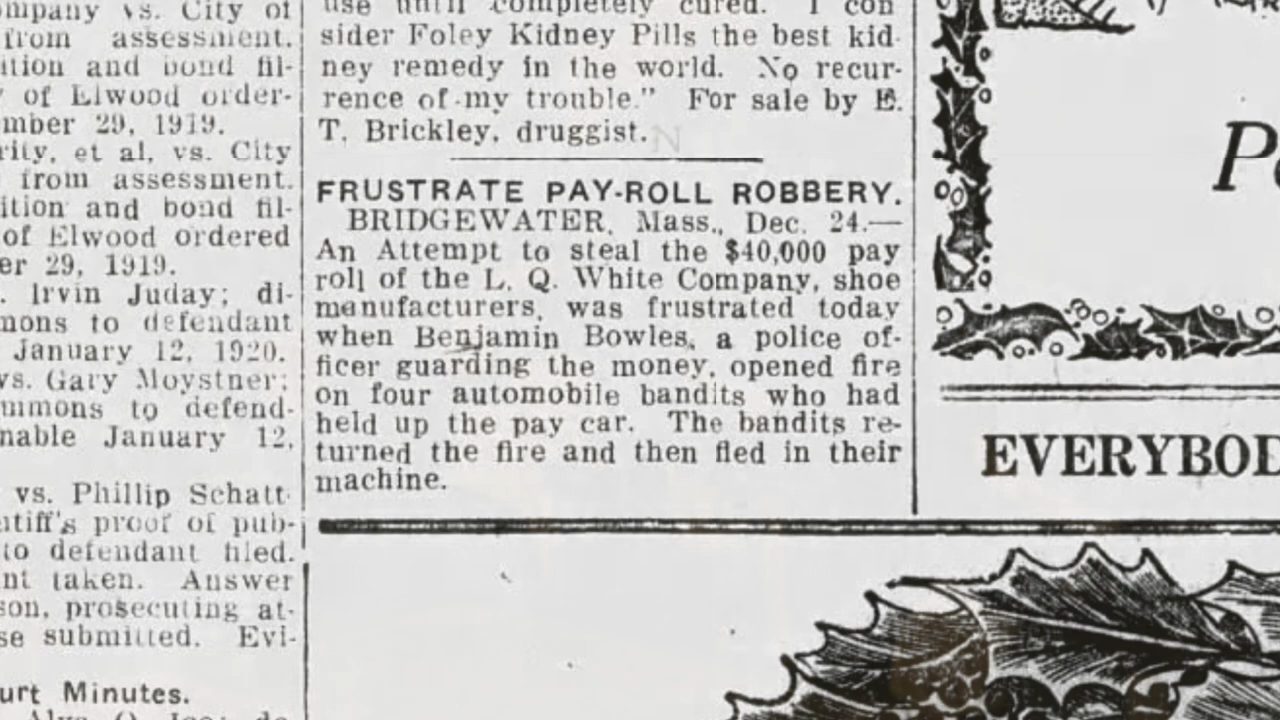 ompany vs. City of
from assessment.
ition and bond fil-
of Elwood order-
mber 29, 1919.
rity, et al, vs. City
from assessment.
ition and bond fil-
of Elwood ordered
er 29, 1919.
. Irvin Juday; di-
mons to defendant
January 12, 1920.
vs. Gary Moystner;
ummons to defend-
nable January 12,
vs. Phillip Schatt-
ntiff's proof of pub-
to defendant filed.
nt taken. Answer
son, prosecuting at-
se submitted. Evi-
urt Minutes.
use until completely cured. I con
sider Foley Kidney Pills the best kid-
ney remedy in the world. No recur-
rence of my trouble." For sale by E.
T. Brickley, druggist.
FRUSTRATE PAY-ROLL ROBBERY.
BRIDGEWATER, Mass., Dec. 24.—
An Attempt to steal the $40,000 pay
roll of the L. Q. White Company, shoe
manufacturers, was frustrated today
when Benjamin Bowles, a police of-
ficer guarding the money, opened fire
on four automobile bandits who had
held up the pay car. The bandits re-
turned the fire and then fled in their
machine.
EVERYBOD